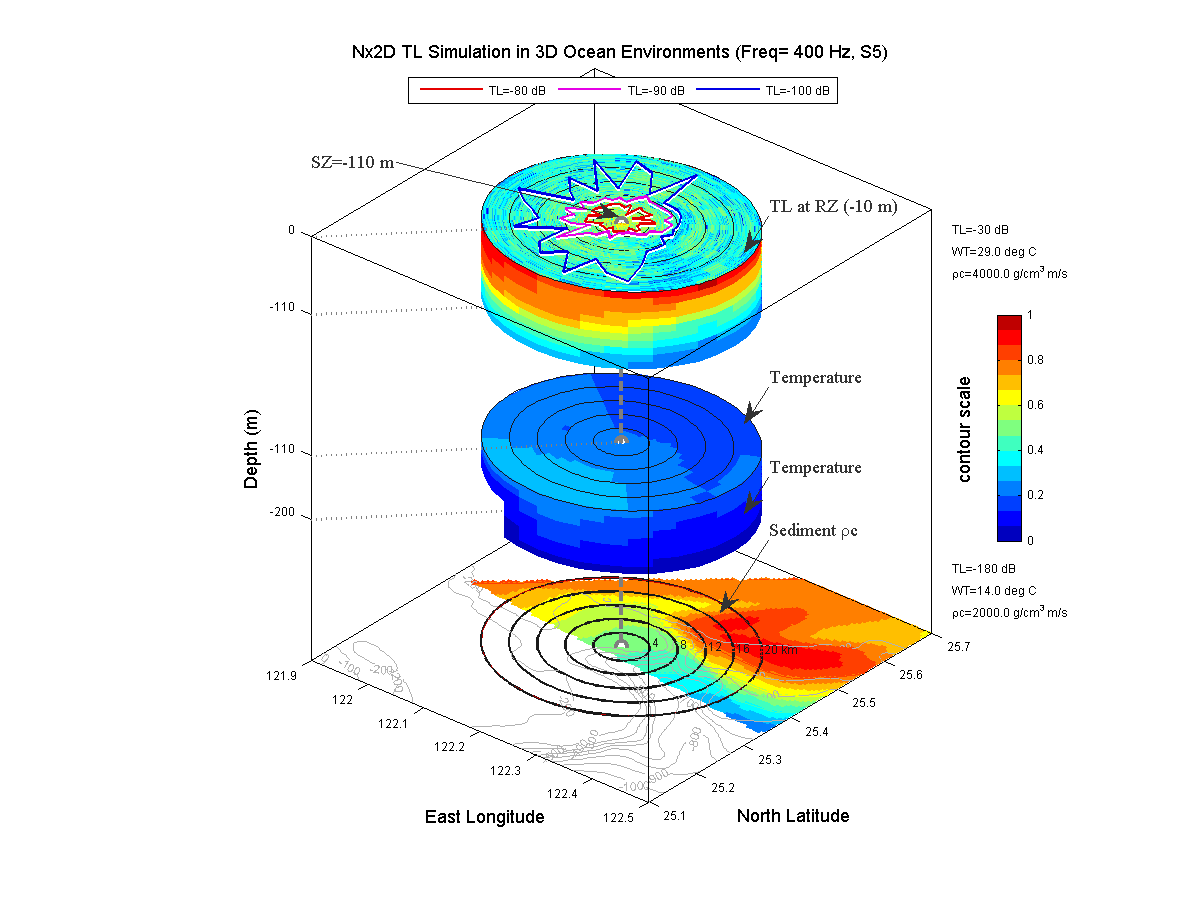 Nx2D TL Simulation in 3D Ocean Environments (Freq= 400 Hz, S5)
TL=-80 dB TL=-90 dB TL=-100 dB
SZ=-110 m
TL at RZ (-10 m)
TL=-30 dB
WT=29.0 deg C
ρc=4000.0 g/cm³ m/s
0
-110
-110
-200
Depth (m)
Temperature
Temperature
Sediment ρc
contour scale
1
0.8
0.6
0.4
0.2
0
TL=-180 dB
WT=14.0 deg C
ρc=2000.0 g/cm³ m/s
4 8 12 16 20 km
-100
-200
-800
-1000
900
121.9
122
122.1
122.2
122.3
122.4
122.5
East Longitude
25.1
25.2
25.3
25.4
25.5
25.6
25.7
North Latitude